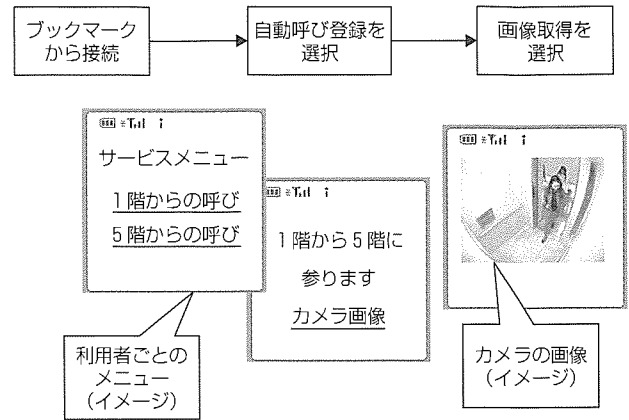 ブックマーク
から接続
自動呼び登録を
選択
画像取得を
選択
サービスメニュー
1階からの呼び
5階からの呼び
1階から5階に
参ります
カメラ画像
利用者ごとの
メニュー
（イメージ）
カメラの画像
（イメージ）